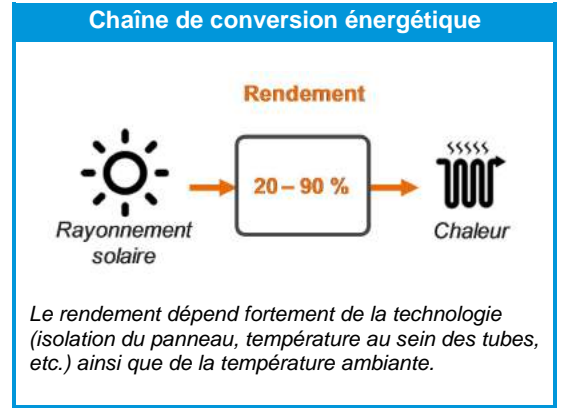 Chaîne de conversion énergétique
Rendement
20 – 90 %
Rayonnement
solaire
Chaleur
Le rendement dépend fortement de la technologie
(isolation du panneau, température au sein des tubes,
etc.) ainsi que de la température ambiante.